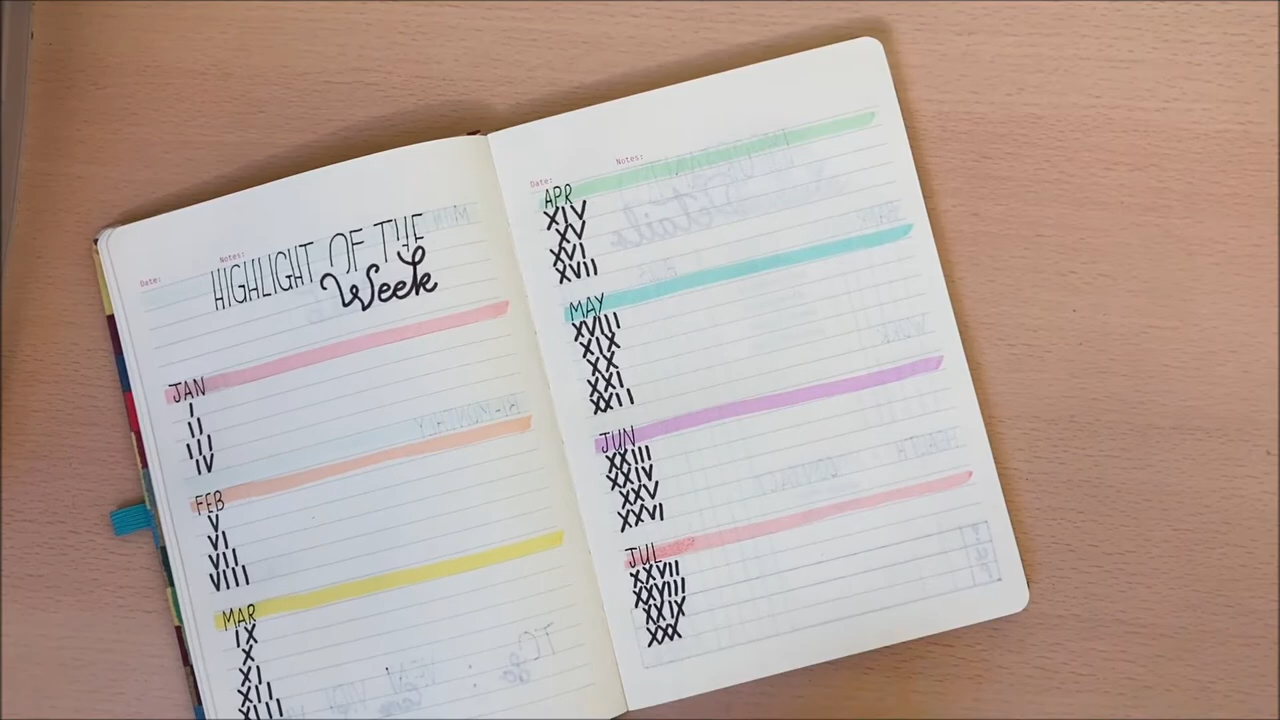 Date:
Notes:
HIGHLIGHT OF THE
Week
JAN
I
II
III
IV
FEB
V
VI
VII
VIII
MAR
IX
X
XI
XII
XIII
Date:
Notes:
APR
XIV
XV
XVI
XVII
MAY
XVIII
XIX
XX
XXI
XXII
JUN
XXIII
XXIV
XXV
XXVI
JUL
XXVII
XXVIII
XXIX
XXX